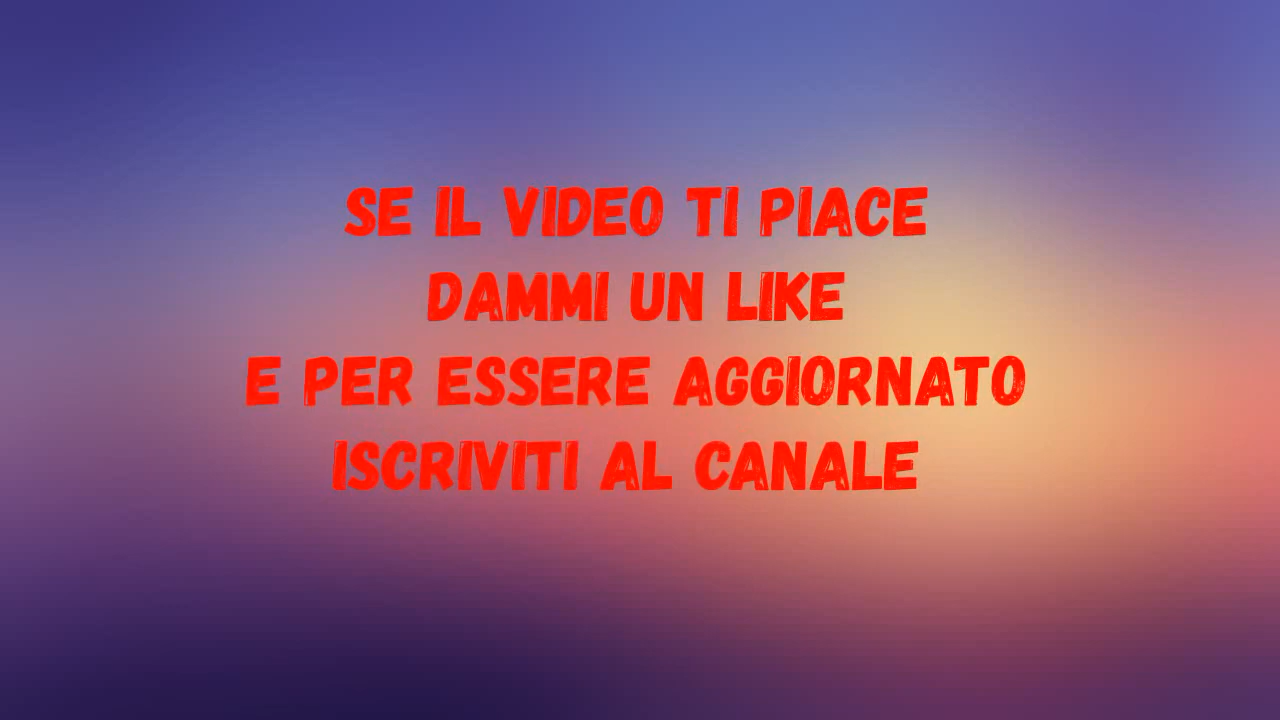 SE IL VIDEO TI PIACE
DAMMI UN LIKE
E PER ESSERE AGGIORNATO
ISCRIVITI AL CANALE